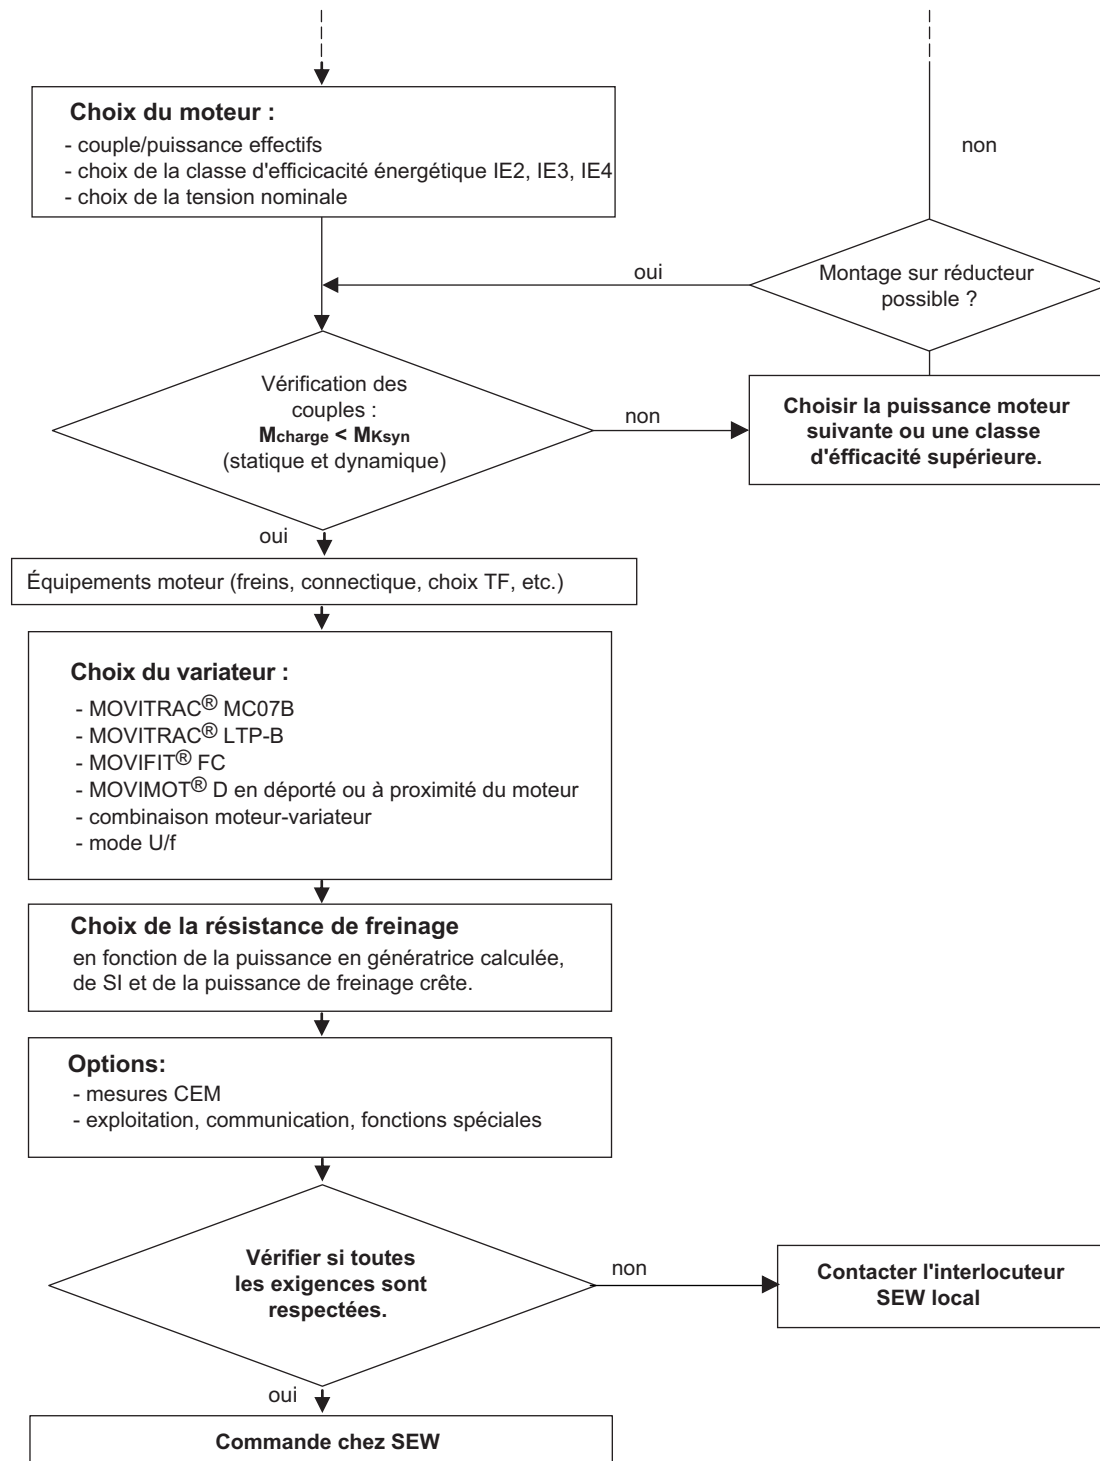 Choix du moteur :
- couple/puissance effectifs
- choix de la classe d'efficicacité énergétique IE2, IE3, IE4
- choix de la tension nominale
non
oui
Montage sur réducteur
possible ?
Vérification des
couples :
Mcharge < MKsyn
(statique et dynamique)
non
Choisir la puissance moteur
suivante ou une classe
d'éfficacité supérieure.
oui
Équipements moteur (freins, connectique, choix TF, etc.)
Choix du variateur :
- MOVITRAC® MC07B
- MOVITRAC® LTP-B
- MOVIFIT® FC
- MOVIMOT® D en déporté ou à proximité du moteur
- combinaison moteur-variateur
- mode U/f
Choix de la résistance de freinage
en fonction de la puissance en génératrice calculée,
de SI et de la puissance de freinage crête.
Options:
- mesures CEM
- exploitation, communication, fonctions spéciales
Vérifier si toutes
les exigences sont
respectées.
non
Contacter l'interlocuteur
SEW local
oui
Commande chez SEW